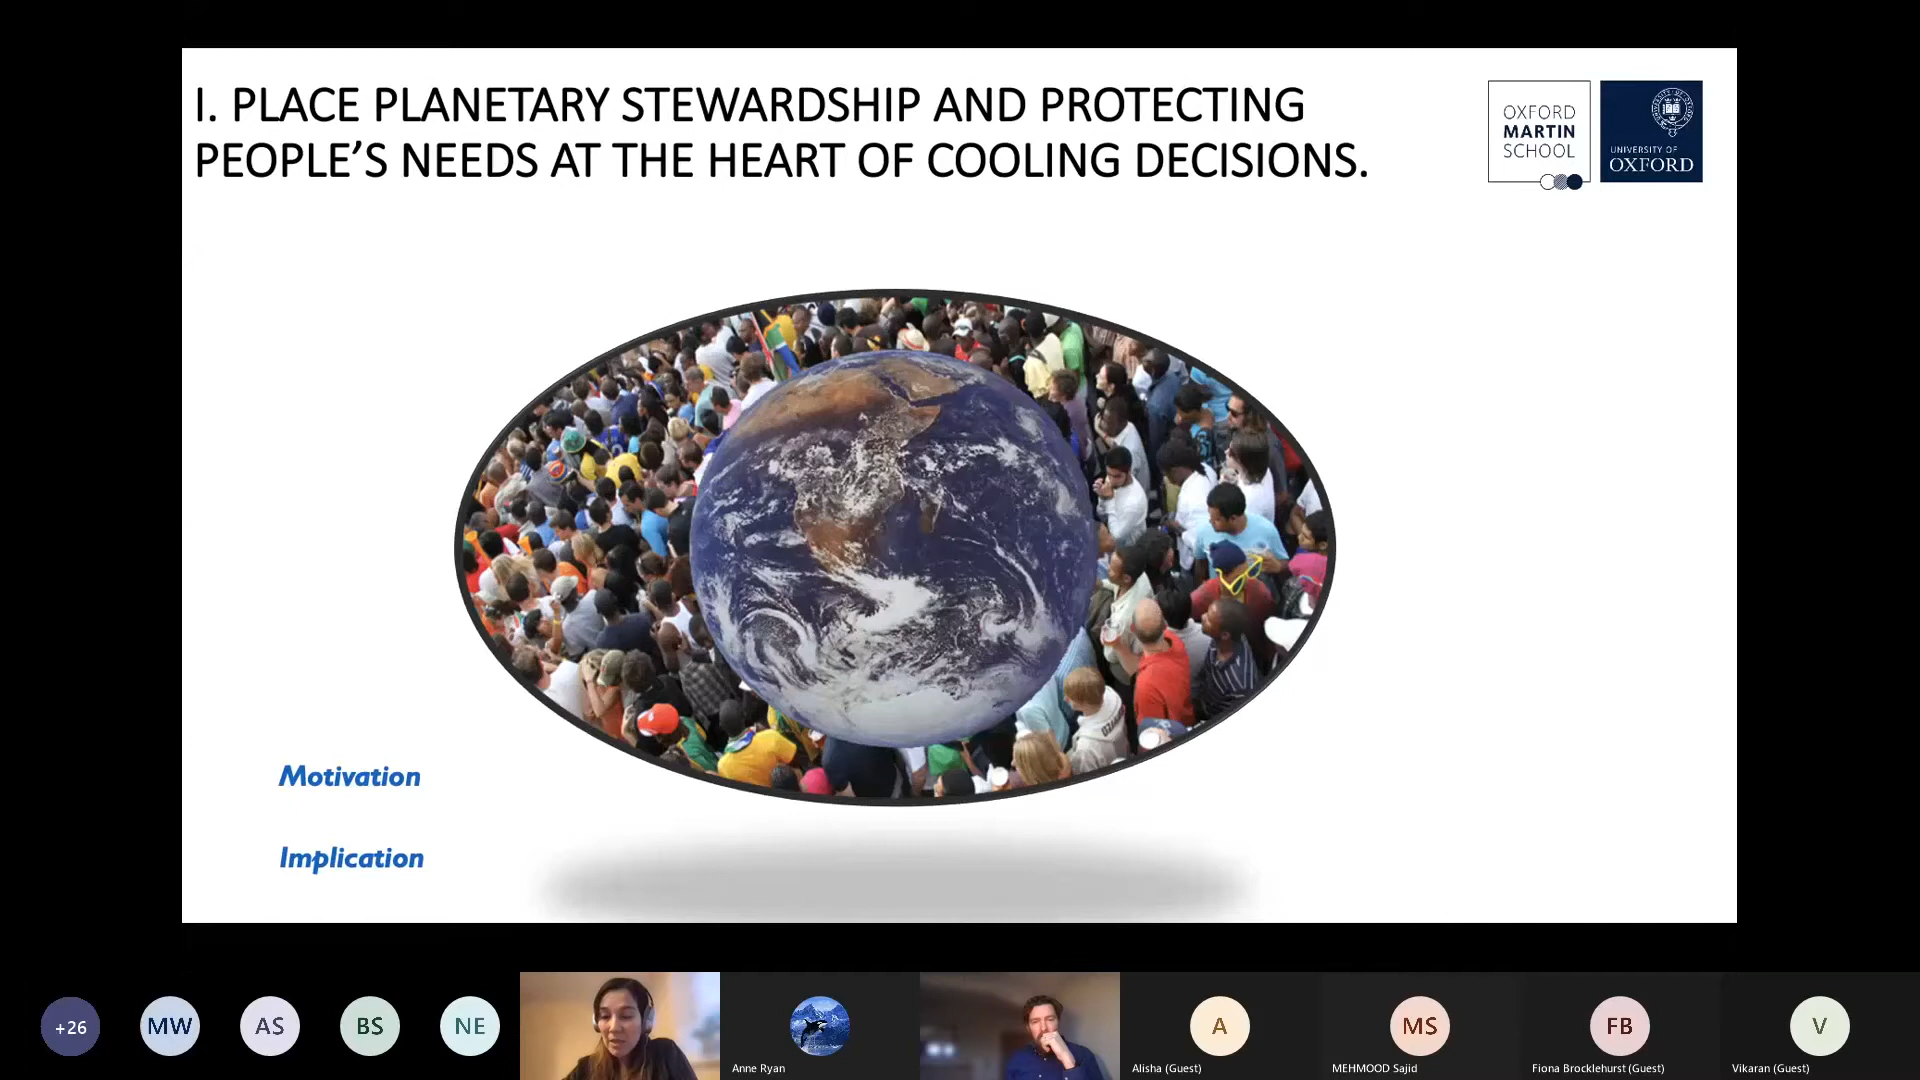 I. PLACE PLANETARY STEWARDSHIP AND PROTECTING
PEOPLE’S NEEDS AT THE HEART OF COOLING DECISIONS.
OXFORD
MARTIN
SCHOOL
UNIVERSITY OF
OXFORD
Motivation
Implication
+26
MW
AS
BS
NE
Anne Ryan
A
Alisha (Guest)
MS
MEHMOOD Sajid
FB
Fiona Brocklehurst (Guest)
V
Vikaran (Guest)